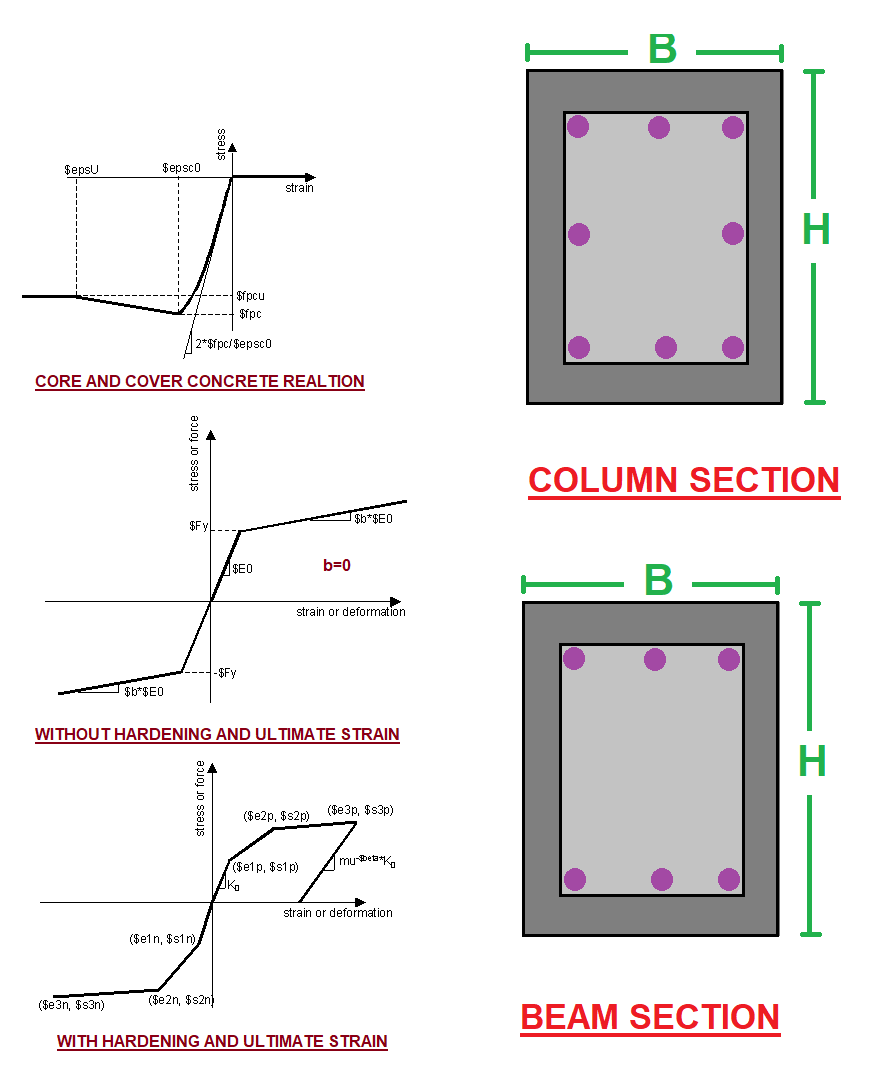 stress
$epsU
$epsc0
strain
$fpcu
$fpc
2*$fpc/$epsc0
CORE AND COVER CONCRETE REALTION
stress or force
$Fy
$b*$E0
$E0
b=0
strain or deformation
-$Fy
$b*$E0
WITHOUT HARDENING AND ULTIMATE STRAIN
stress or force
($e2p, $s2p)
($e3p, $s3p)
($e1p, $s1p)
mu-$beta*K0
K0
strain or deformation
($e1n, $s1n)
($e3n, $s3n)
($e2n, $s2n)
WITH HARDENING AND ULTIMATE STRAIN
B
H
COLUMN SECTION
B
H
BEAM SECTION